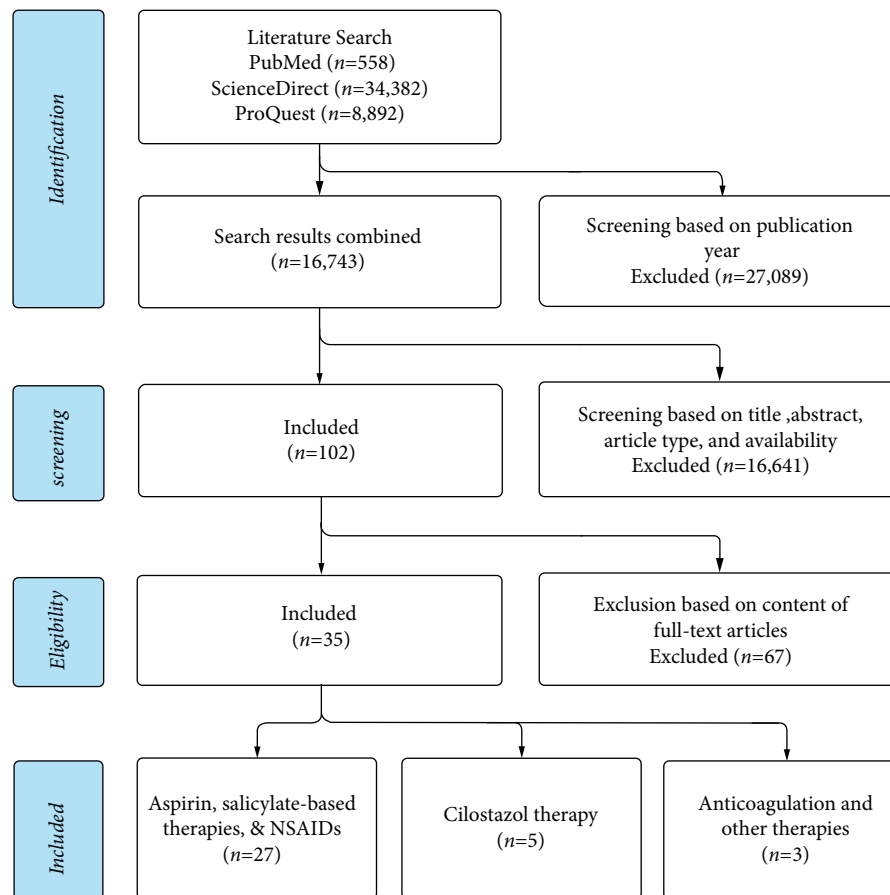 Identification
Literature Search
PubMed (n=558)
ScienceDirect (n=34,382)
ProQuest (n=8,892)
Search results combined
(n=16,743)
Screening based on publication
year
Excluded (n=27,089)
screening
Included
(n=102)
Screening based on title ,abstract,
article type, and availability
Excluded (n=16,641)
Eligibility
Included
(n=35)
Exclusion based on content of
full-text articles
Excluded (n=67)
Included
Aspirin, salicylate-based
therapies, & NSAIDs
(n=27)
Cilostazol therapy
(n=5)
Anticoagulation and
other therapies
(n=3)